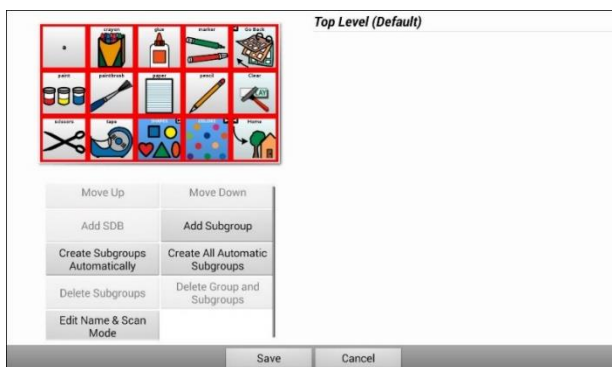 Top Level (Default)
crayon glue marker Go Back
paint paintbrush paper pencil Clear
scissors tape SHAPES COLORS Home
Move Up Move Down
Add SDB Add Subgroup
Create Subgroups Create All Automatic
Automatically Subgroups
Delete Subgroups Delete Group and
Subgroups
Edit Name & Scan
Mode
Save Cancel